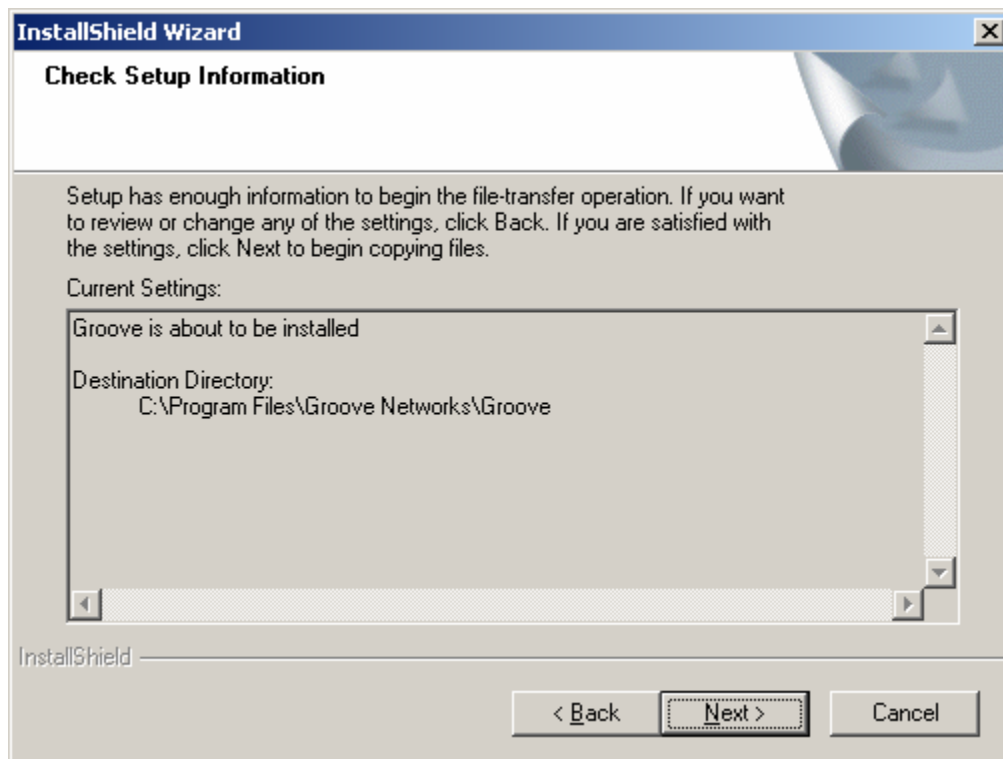 InstallShield Wizard
Check Setup Information
Setup has enough information to begin the file-transfer operation. If you want
to review or change any of the settings, click Back. If you are satisfied with
the settings, click Next to begin copying files.
Current Settings:
Groove is about to be installed
Destination Directory:
C:\Program Files\Groove Networks\Groove
InstallShield
< Back
Next >
Cancel